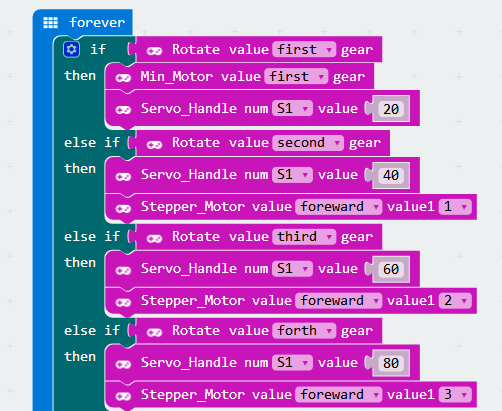 forever
if Rotate value first gear
then Min_Motor value first gear
Servo_Handle num S1 value 20
else if Rotate value second gear
then Servo_Handle num S1 value 40
Stepper_Motor value foreward value1 1
else if Rotate value third gear
then Servo_Handle num S1 value 60
Stepper_Motor value foreward value1 2
else if Rotate value forth gear
then Servo_Handle num S1 value 80
Stepper_Motor value foreward value1 3